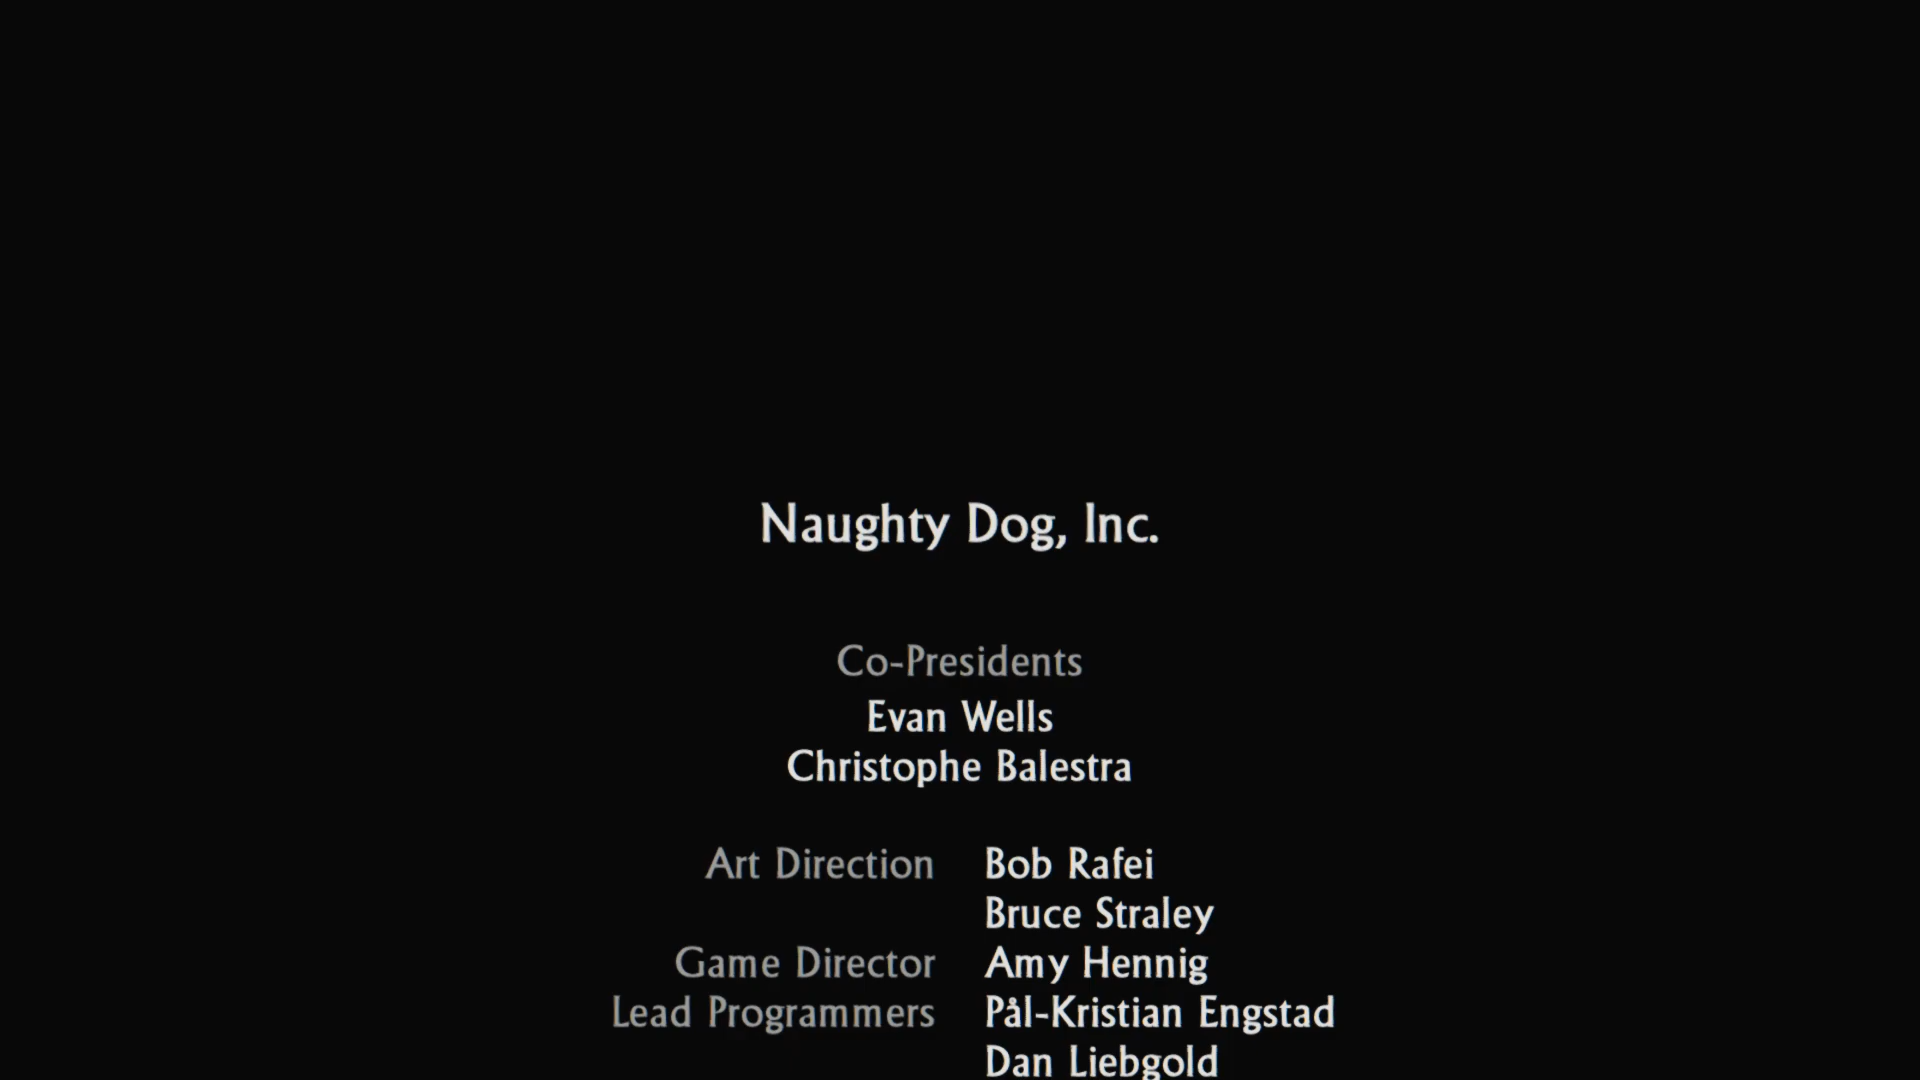 Naughty Dog, Inc.
Co-Presidents
Evan Wells
Christophe Balestra
Art Direction Bob Rafei
Bruce Straley
Game Director Amy Hennig
Lead Programmers Pål-Kristian Engstad
Dan Liebgold